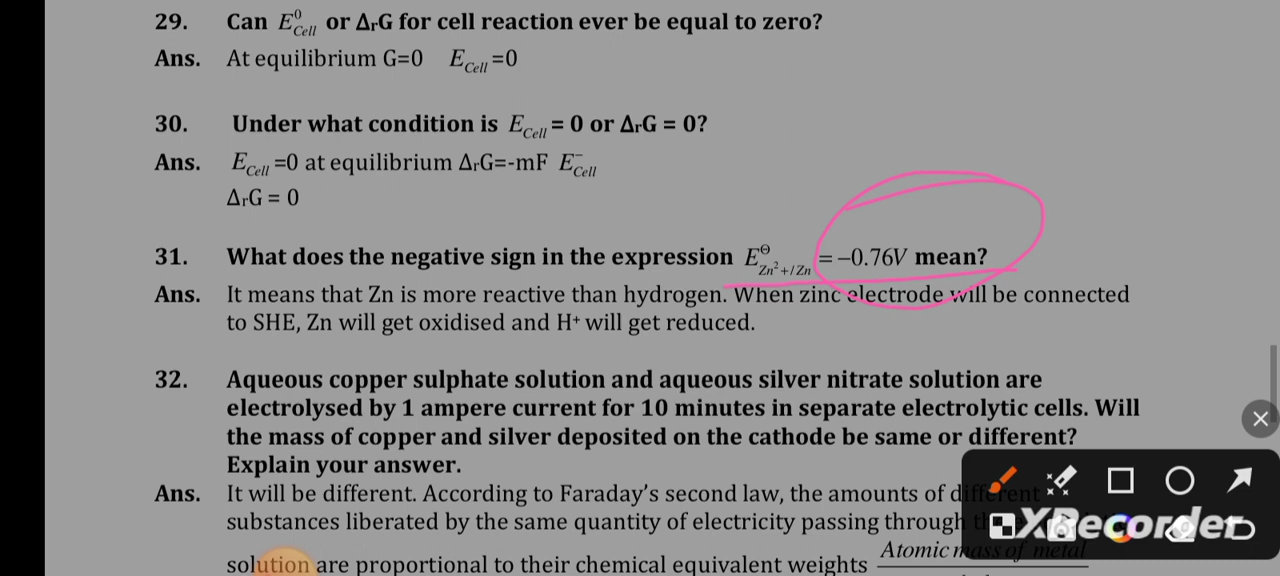 29. Can E⁰Cell or ΔrG for cell reaction ever be equal to zero?
Ans. At equilibrium G=0 ECell =0
30. Under what condition is ECell = 0 or ΔrG = 0?
Ans. ECell =0 at equilibrium ΔrG=-mF E⁻Cell
ΔrG = 0
31. What does the negative sign in the expression E⊖Zn²+/Zn = −0.76V mean?
Ans. It means that Zn is more reactive than hydrogen. When zinc electrode will be connected
to SHE, Zn will get oxidised and H⁺ will get reduced.
32. Aqueous copper sulphate solution and aqueous silver nitrate solution are
electrolysed by 1 ampere current for 10 minutes in separate electrolytic cells. Will
the mass of copper and silver deposited on the cathode be same or different?
Explain your answer.
Ans. It will be different. According to Faraday's second law, the amounts of different
substances liberated by the same quantity of electricity passing through
solution are proportional to their chemical equivalent weights Atomic mass of metal
XRecorder